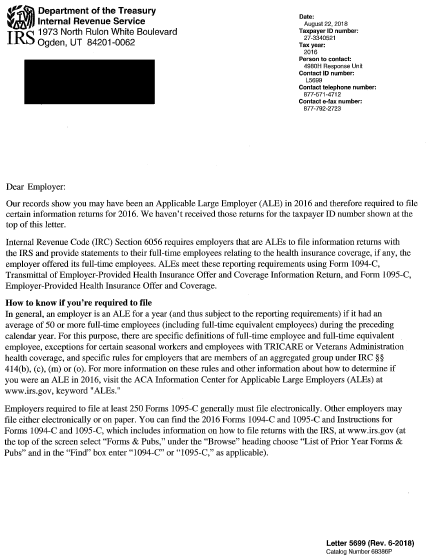 Department of the Treasury
Internal Revenue Service
IRS 1973 North Rulon White Boulevard
Ogden, UT 84201-0062
Date:
August 22, 2018
Taxpayer ID number:
27-3340521
Tax year:
2016
Person to contact:
4980H Response Unit
Contact ID number:
L5699
Contact telephone number:
877-571-4712
Contact e-fax number:
877-792-2723
Dear Employer:
Our records show you may have been an Applicable Large Employer (ALE) in 2016 and therefore required to file
certain information returns for 2016. We haven't received those returns for the taxpayer ID number shown at the
top of this letter.
Internal Revenue Code (IRC) Section 6056 requires employers that are ALEs to file information returns with
the IRS and provide statements to their full-time employees relating to the health insurance coverage, if any, the
employer offered its full-time employees. ALEs meet these reporting requirements using Form 1094-C,
Transmittal of Employer-Provided Health Insurance Offer and Coverage Information Return, and Form 1095-C,
Employer-Provided Health Insurance Offer and Coverage.
How to know if you're required to file
In general, an employer is an ALE for a year (and thus subject to the reporting requirements) if it had an
average of 50 or more full-time employees (including full-time equivalent employees) during the preceding
calendar year. For this purpose, there are specific definitions of full-time employee and full-time equivalent
employee, exceptions for certain seasonal workers and employees with TRICARE or Veterans Administration
health coverage, and specific rules for employers that are members of an aggregated group under IRC §§
414(b), (c), (m) or (o). For more information on these rules and other information about how to determine if
you were an ALE in 2016, visit the ACA Information Center for Applicable Large Employers (ALEs) at
www.irs.gov, keyword "ALEs."
Employers required to file at least 250 Forms 1095-C generally must file electronically. Other employers may
file either electronically or on paper. You can find the 2016 Forms 1094-C and 1095-C and Instructions for
Forms 1094-C and 1095-C, which includes information on how to file returns with the IRS, at www.irs.gov (at
the top of the screen select "Forms & Pubs," under the "Browse" heading choose "List of Prior Year Forms &
Pubs" and in the "Find" box enter "1094-C" or "1095-C," as applicable).
Letter 5699 (Rev. 6-2018)
Catalog Number 68386P